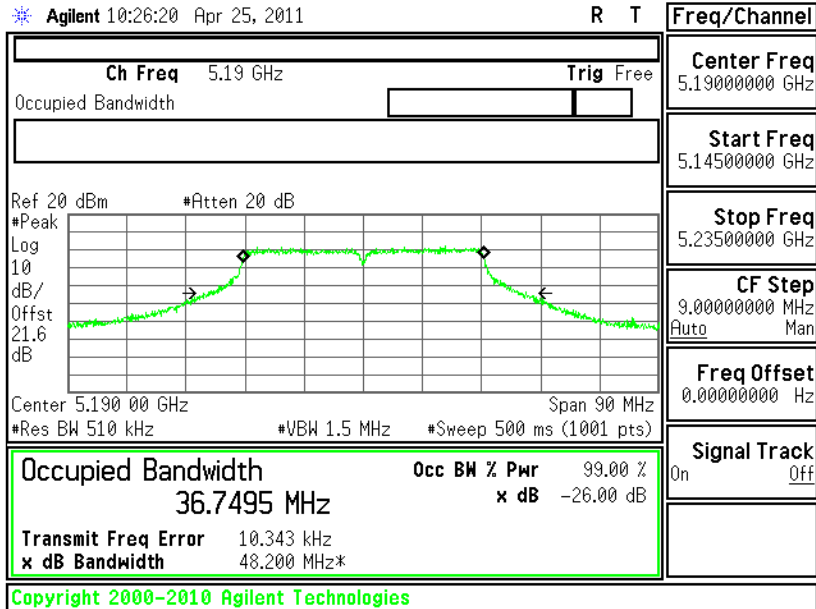 Agilent 10:26:20 Apr 25, 2011 R T
Freq/Channel
Ch Freq 5.19 GHz Trig Free
Occupied Bandwidth
Center Freq
5.19000000 GHz
Start Freq
5.14500000 GHz
Stop Freq
5.23500000 GHz
CF Step
9.00000000 MHz
Auto Man
Freq Offset
0.00000000 Hz
Signal Track
On Off
Ref 20 dBm #Atten 20 dB
#Peak
Log
10
dB/
Offst
21.6
dB
Center 5.190 00 GHz Span 90 MHz
#Res BW 510 kHz #VBW 1.5 MHz #Sweep 500 ms (1001 pts)
Occupied Bandwidth Occ BW % Pwr 99.00 %
36.7495 MHz x dB -26.00 dB
Transmit Freq Error 10.343 kHz
x dB Bandwidth 48.200 MHz*
Copyright 2000-2010 Agilent Technologies